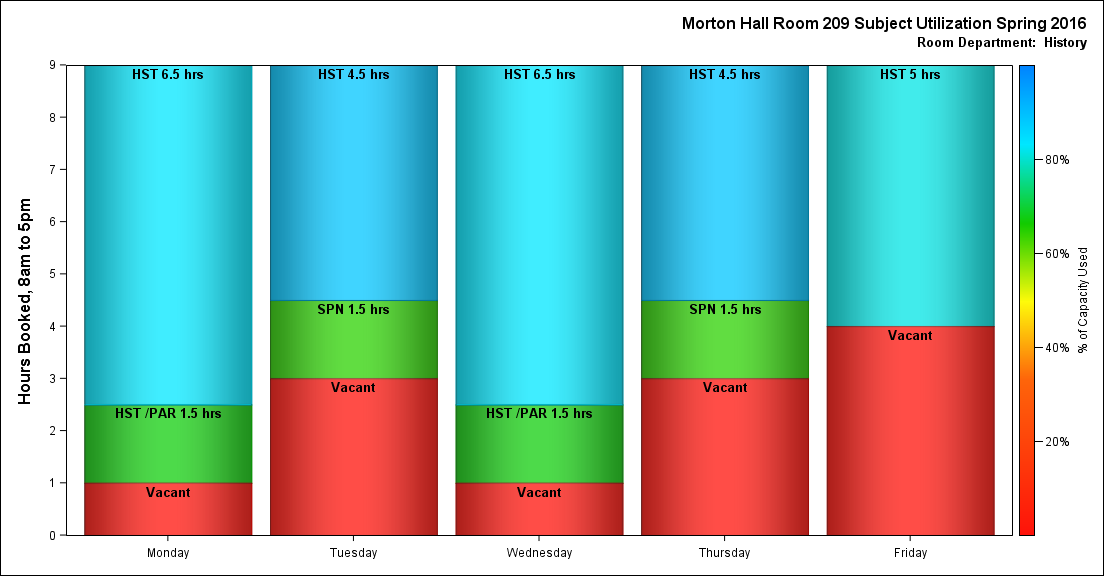 Morton Hall Room 209 Subject Utilization Spring 2016
Room Department:  History
Hours Booked, 8am to 5pm
9
8
7
6
5
4
3
2
1
0
HST 6.5 hrs
HST /PAR 1.5 hrs
Vacant
Monday
HST 4.5 hrs
SPN 1.5 hrs
Vacant
Tuesday
HST 6.5 hrs
HST /PAR 1.5 hrs
Vacant
Wednesday
HST 4.5 hrs
SPN 1.5 hrs
Vacant
Thursday
HST 5 hrs
Vacant
Friday
80%
60%
40%
20%
% of Capacity Used